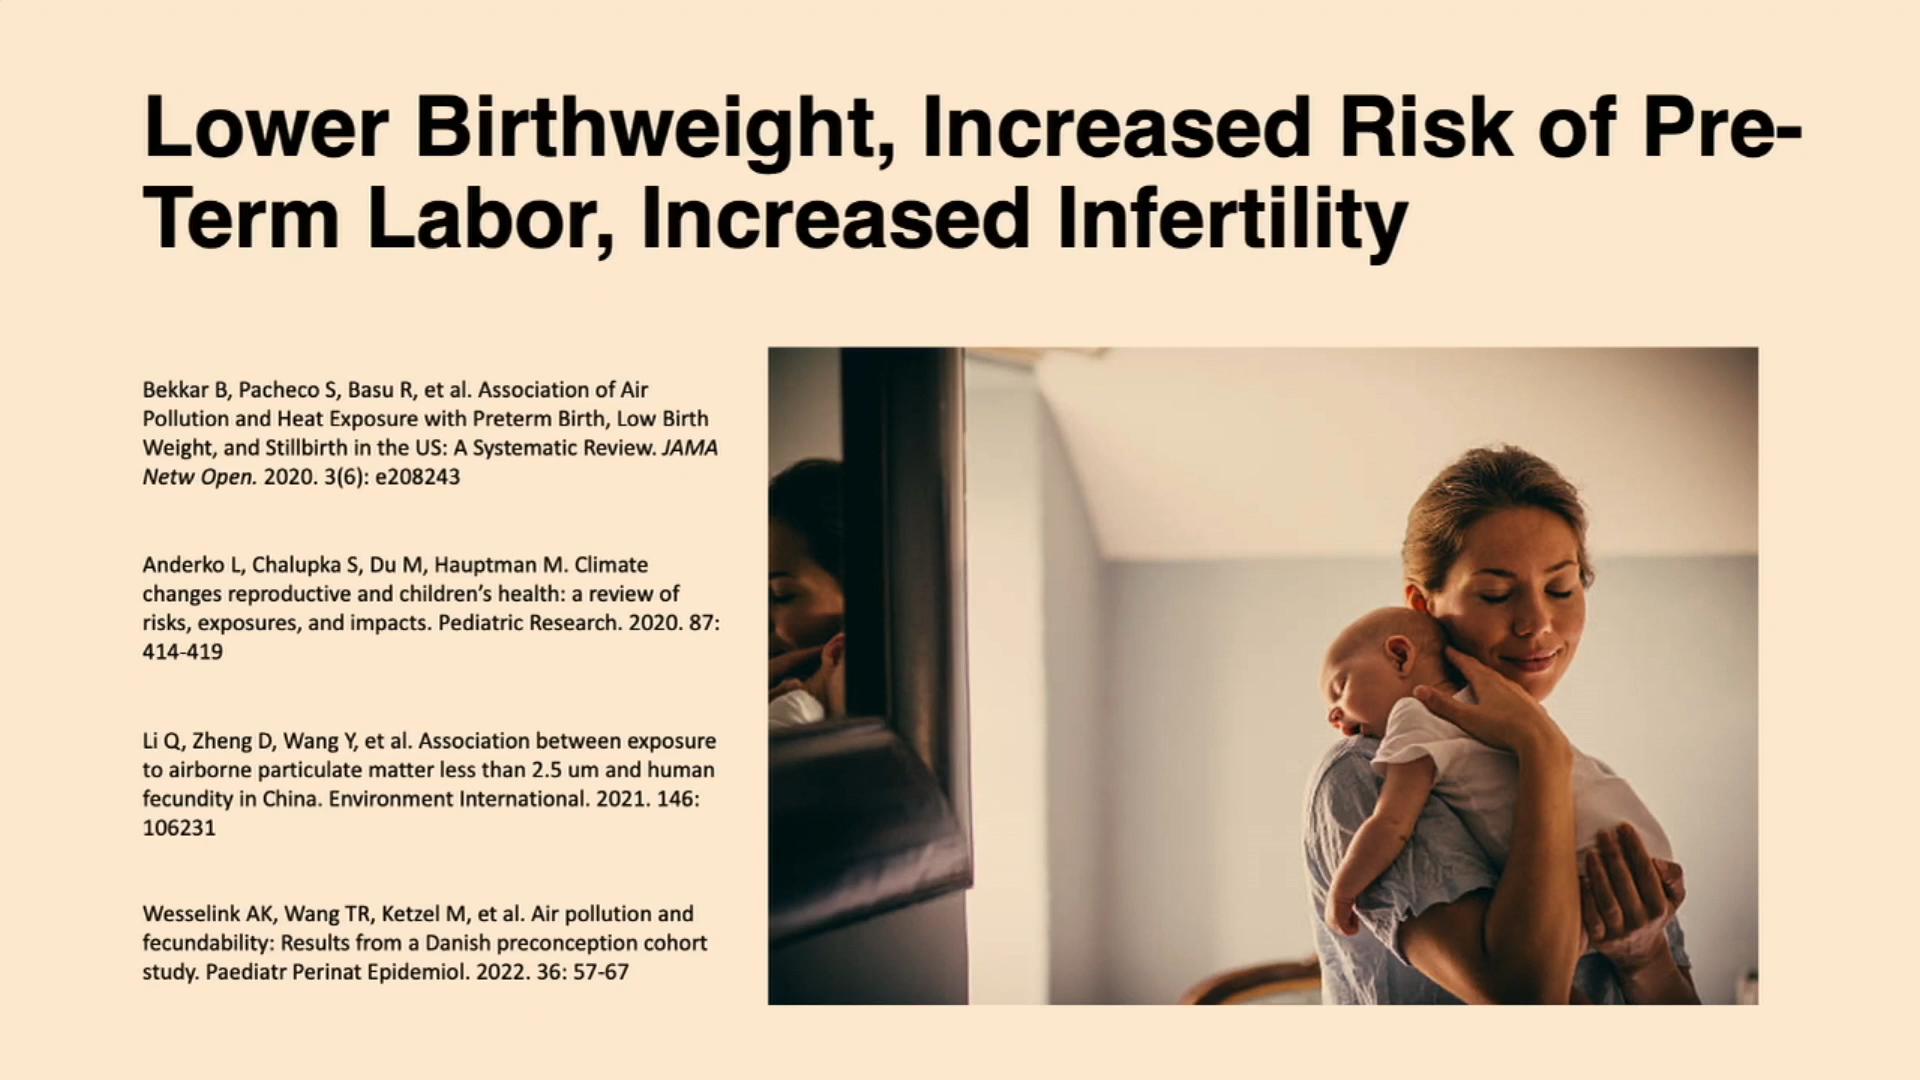 Lower Birthweight, Increased Risk of Pre-
Term Labor, Increased Infertility
Bekkar B, Pacheco S, Basu R, et al. Association of Air
Pollution and Heat Exposure with Preterm Birth, Low Birth
Weight, and Stillbirth in the US: A Systematic Review. JAMA
Netw Open. 2020. 3(6): e208243
Anderko L, Chalupka S, Du M, Hauptman M. Climate
changes reproductive and children’s health: a review of
risks, exposures, and impacts. Pediatric Research. 2020. 87:
414-419
Li Q, Zheng D, Wang Y, et al. Association between exposure
to airborne particulate matter less than 2.5 um and human
fecundity in China. Environment International. 2021. 146:
106231
Wesselink AK, Wang TR, Ketzel M, et al. Air pollution and
fecundability: Results from a Danish preconception cohort
study. Paediatr Perinat Epidemiol. 2022. 36: 57-67